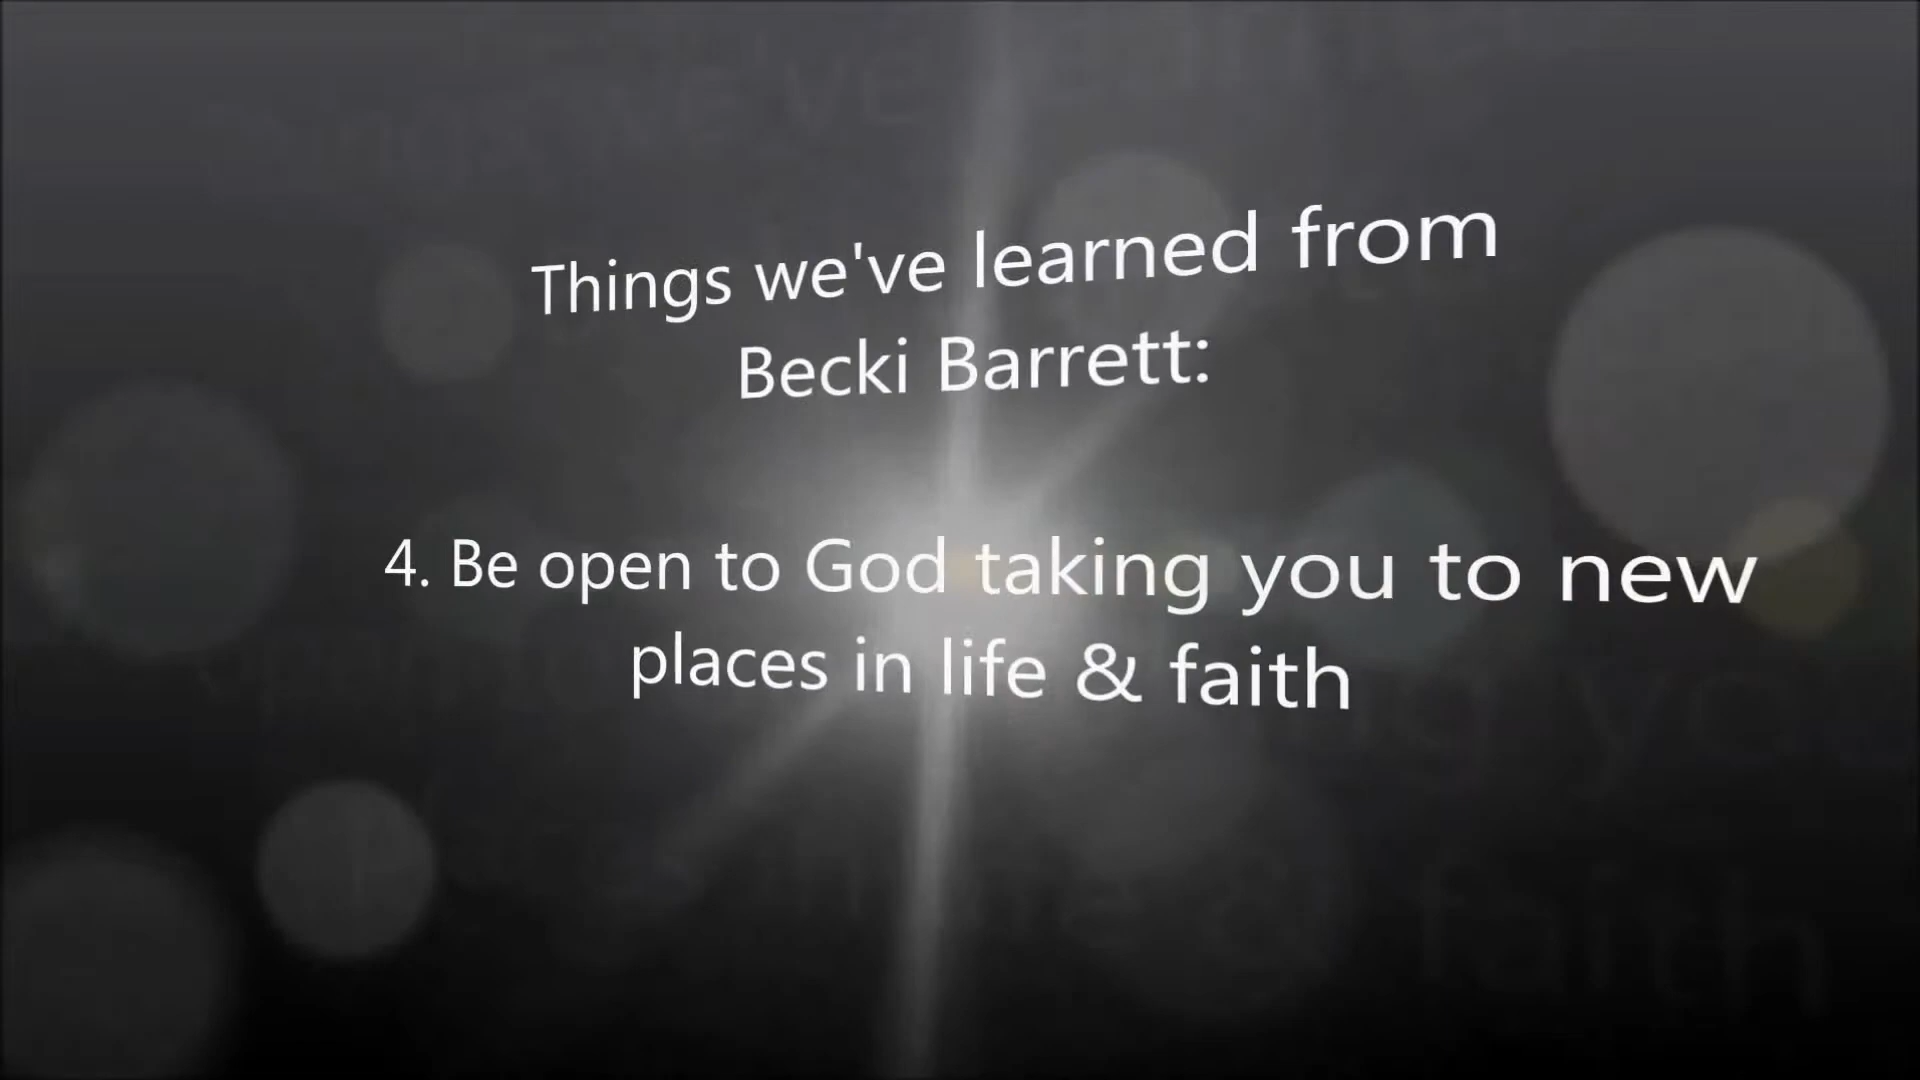 Things we've learned from
Becki Barrett:
4. Be open to God taking you to new
places in life & faith